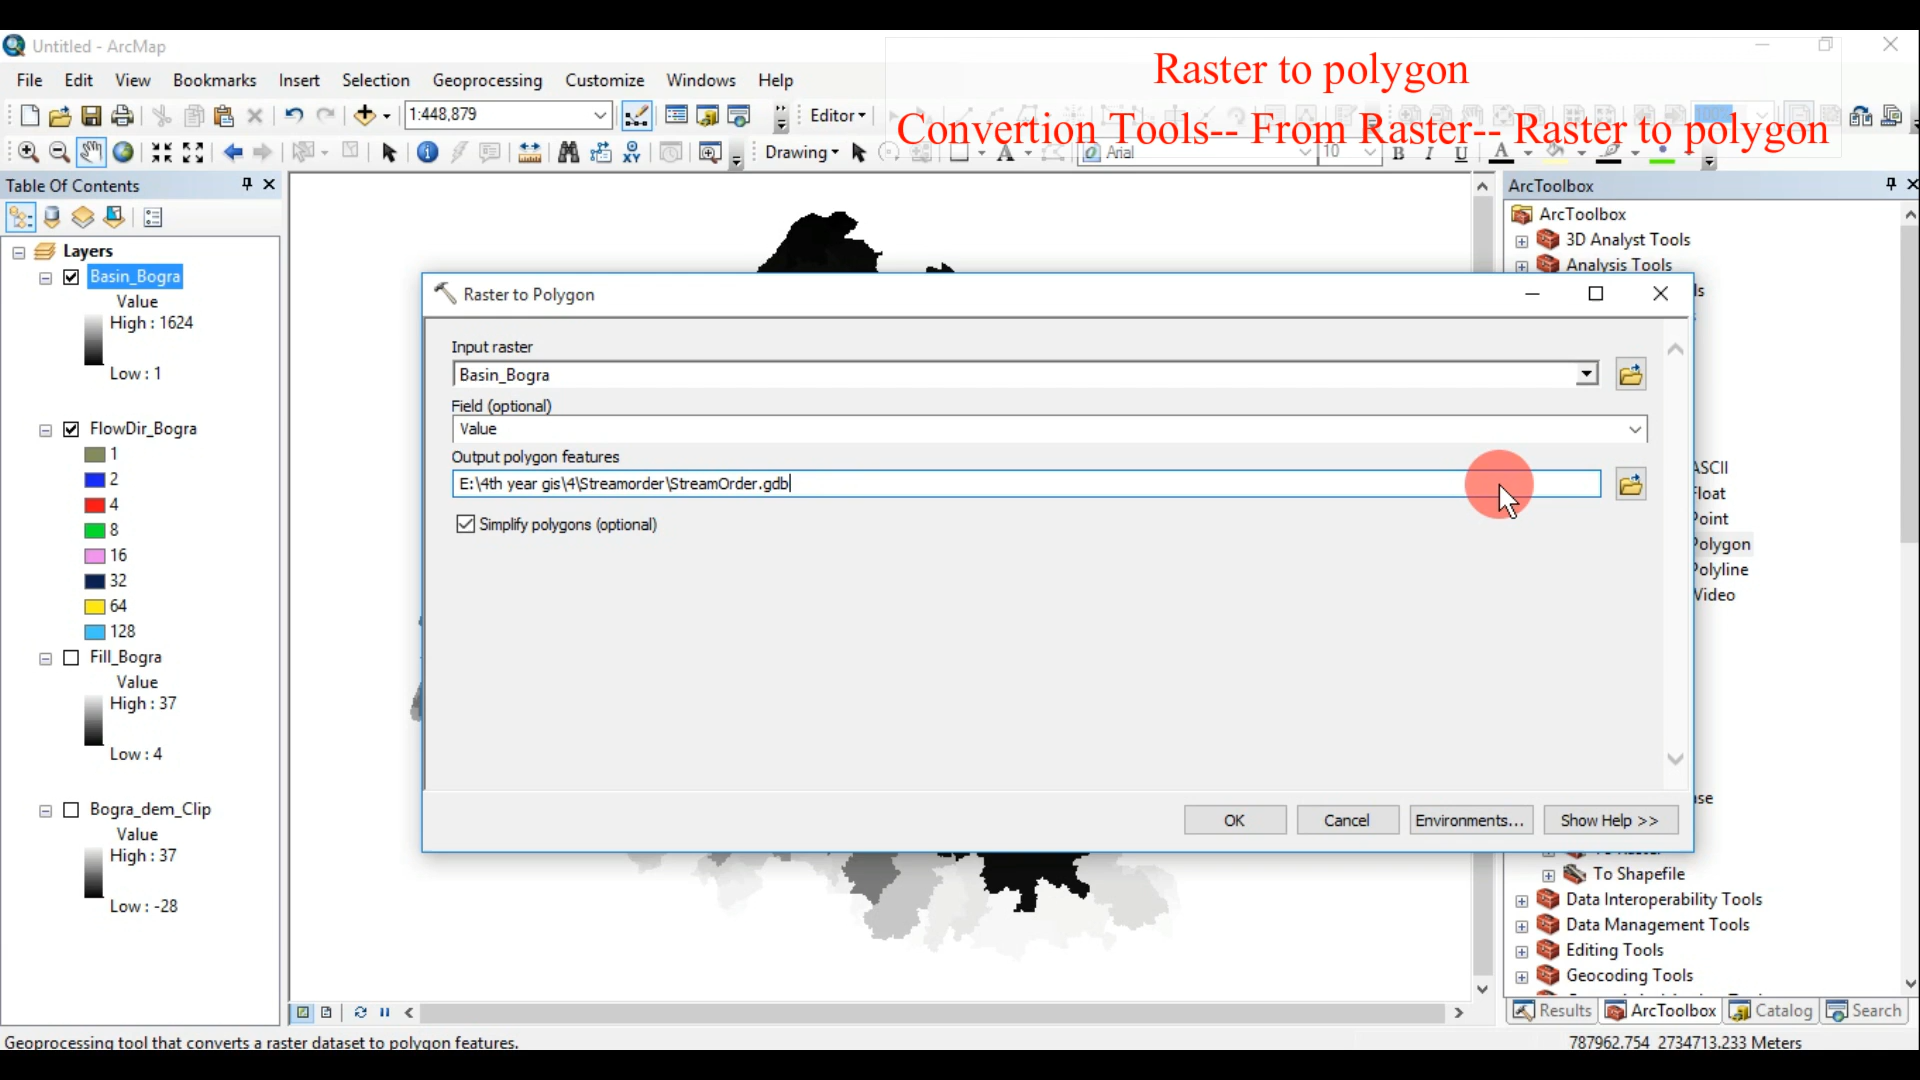 Untitled - ArcMap
Raster to polygon
Convertion Tools-- From Raster-- Raster to polygon
File Edit View Bookmarks Insert Selection Geoprocessing Customize Windows Help
1:448,879
Editor
Drawing
Arial
10
B I U A
Table Of Contents
Layers
Basin_Bogra
Value
High : 1624
Low : 1
FlowDir_Bogra
1
2
4
8
16
32
64
128
Fill_Bogra
Value
High : 37
Low : 4
Bogra_dem_Clip
Value
High : 37
Low : -28
Raster to Polygon
Input raster
Basin_Bogra
Field (optional)
Value
Output polygon features
E:\4th year gis\4\Streamorder\StreamOrder.gdb
Simplify polygons (optional)
OK
Cancel
Environments...
Show Help >>
ArcToolbox
ArcToolbox
3D Analyst Tools
Analysis Tools
ls
ASCII
Float
Point
Polygon
Polyline
Video
To Shapefile
Data Interoperability Tools
Data Management Tools
Editing Tools
Geocoding Tools
Results
ArcToolbox
Catalog
Search
Geoprocessing tool that converts a raster dataset to polygon features.
787962.754 2734713.233 Meters